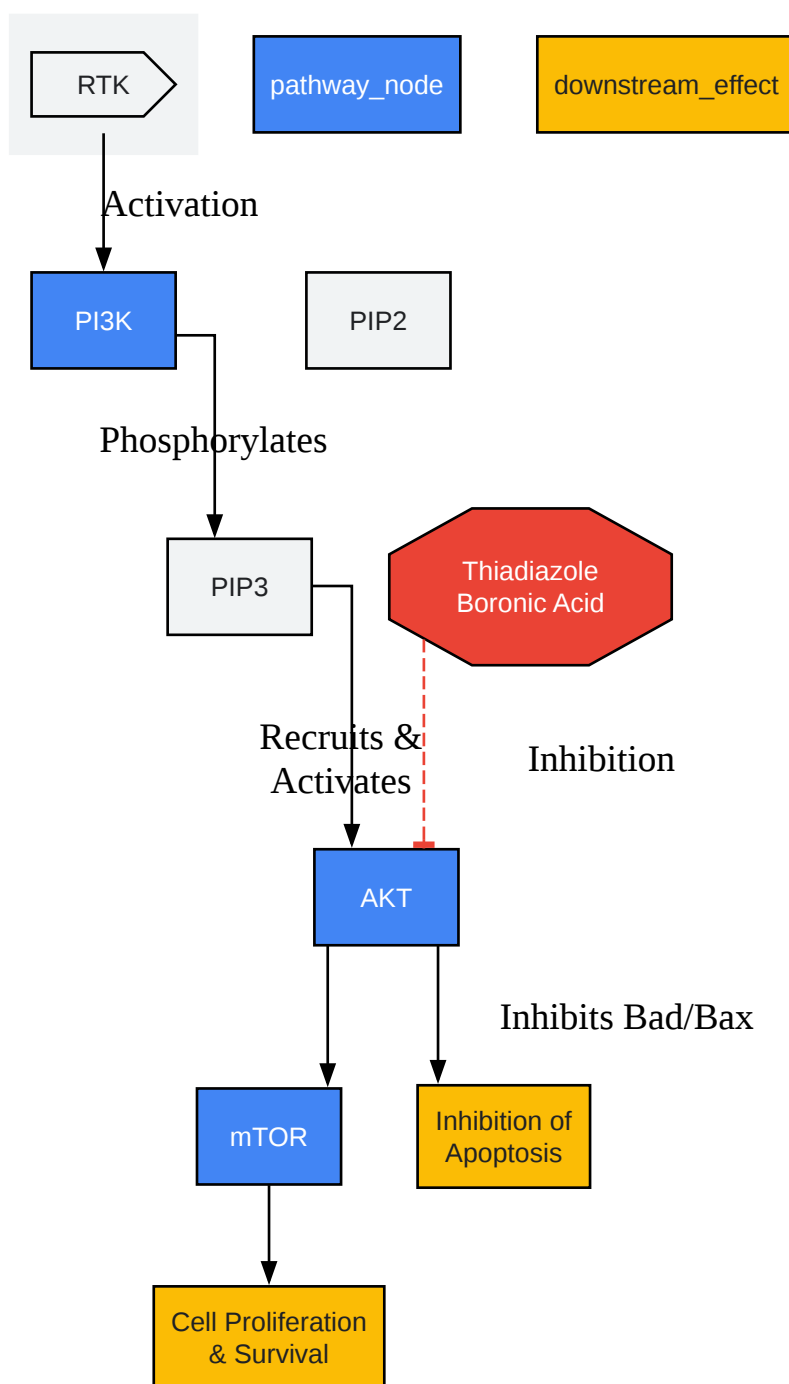 RTK
pathway_node
downstream_effect
Activation
PI3K
PIP2
Phosphorylates
PIP3
Thiadiazole
Boronic Acid
Recruits &
Activates
Inhibition
AKT
Inhibits Bad/Bax
mTOR
Inhibition of
Apoptosis
Cell Proliferation
& Survival